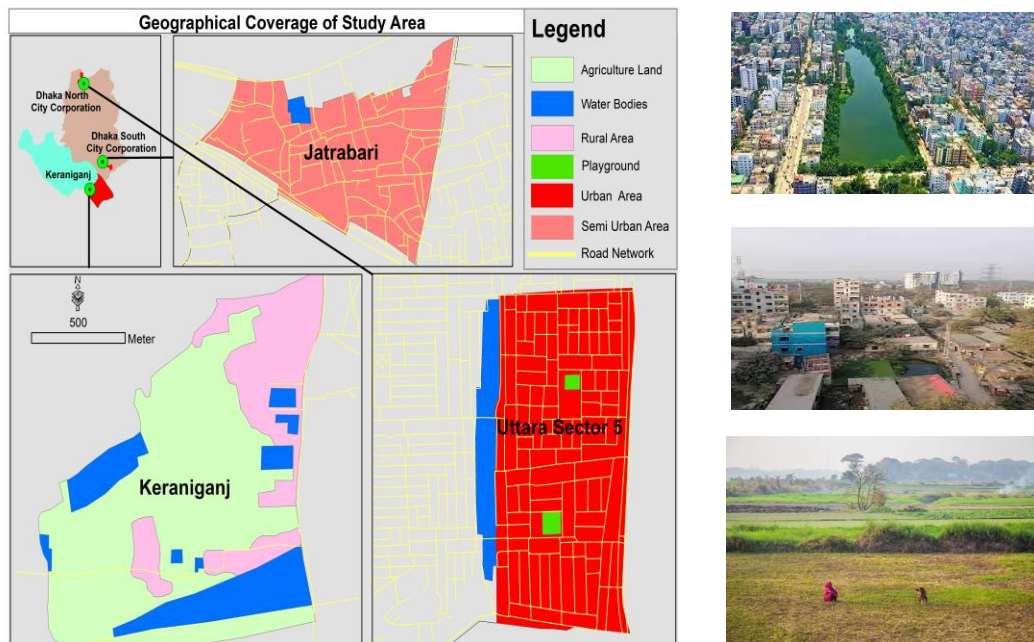 Geographical Coverage of Study Area
Dhaka North
City Corporation
Dhaka South
City Corporation
Keraniganj
Jatrabari
Legend
Agriculture Land
Water Bodies
Rural Area
Playground
Urban Area
Semi Urban Area
Road Network
N
500
Meter
Keraniganj
Uttara Sector 5